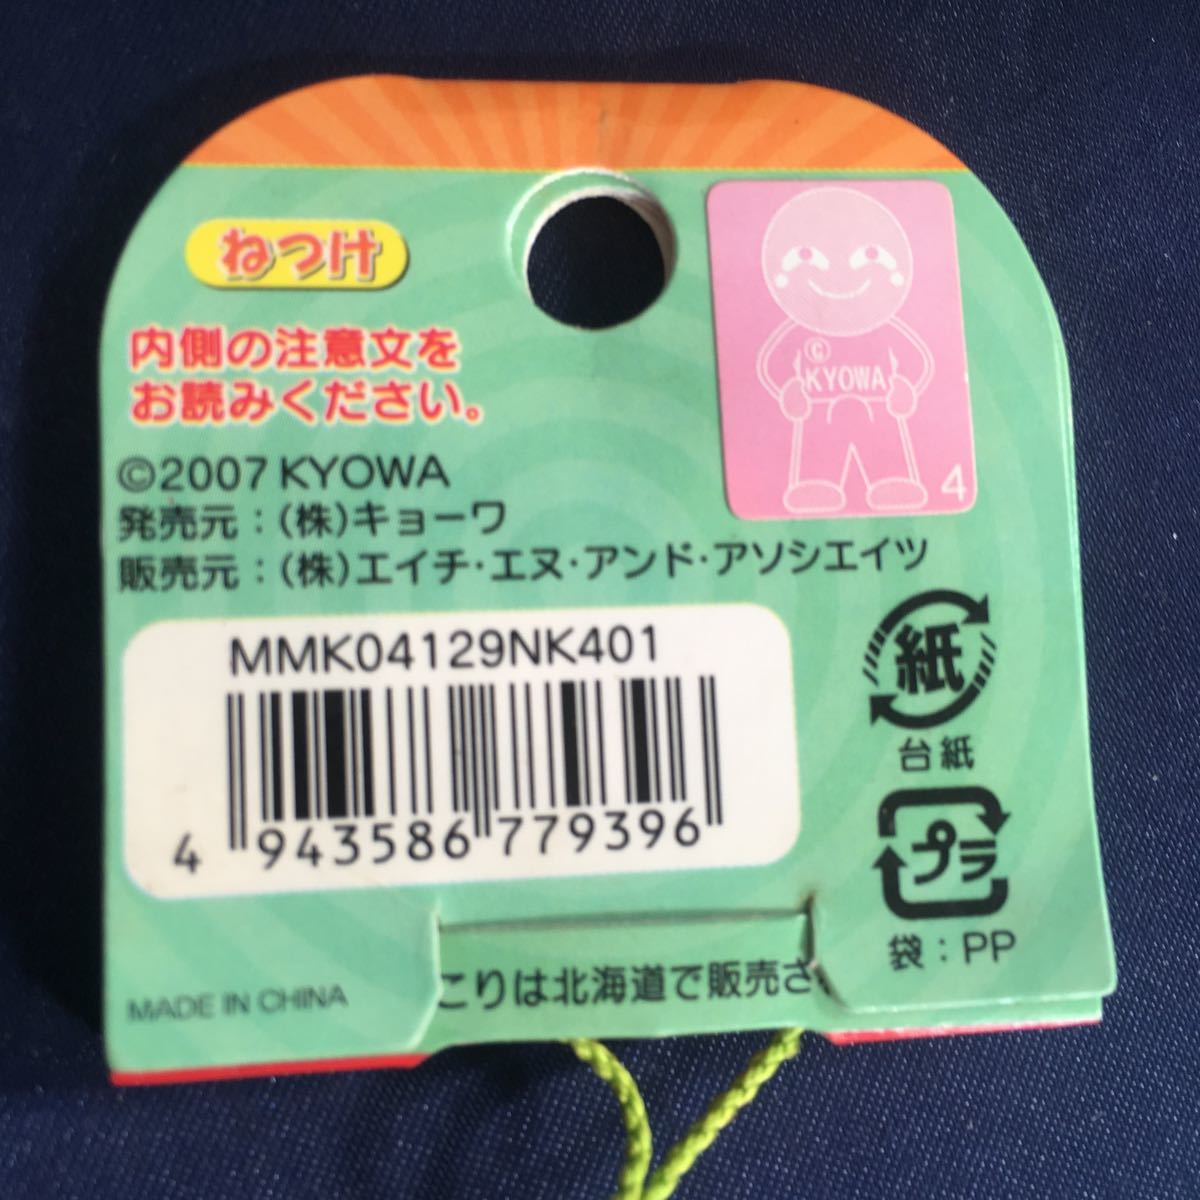 ねつけ
内側の注意文を
お読みください。
©2007 KYOWA
発売元：(株)キョーワ
販売元：(株)エイチ・エヌ・アンド・アソシエイツ
© KYOWA
4
MMK04129NK401
4 943586 779396
紙
台紙
プラ
袋：PP
MADE IN CHINA
こりは北海道で販売さ